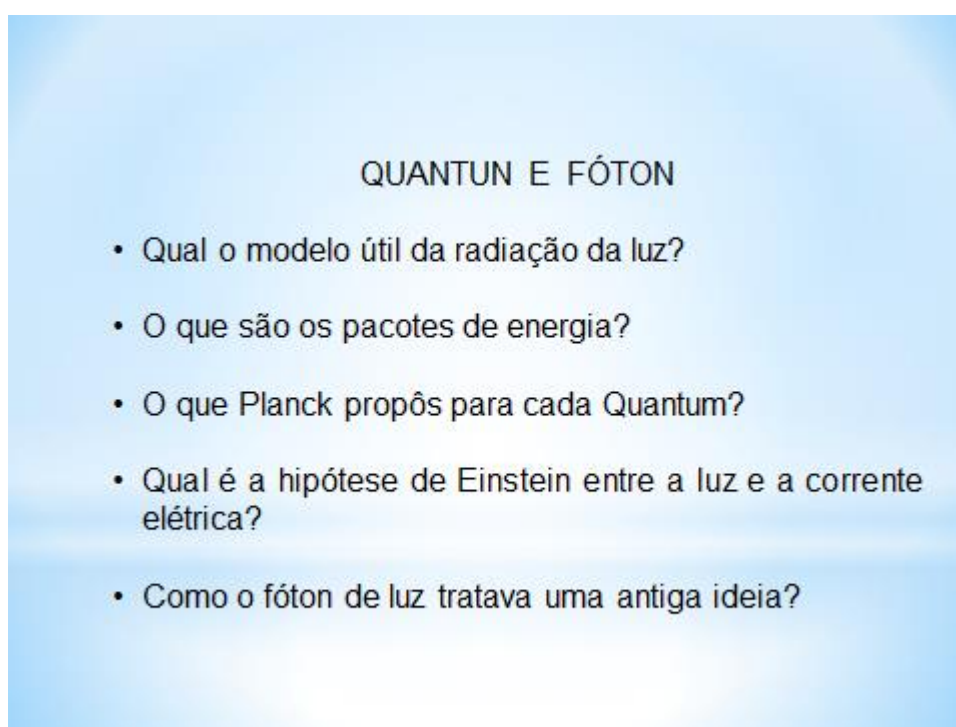 QUANTUN E FÓTON
• Qual o modelo útil da radiação da luz?
• O que são os pacotes de energia?
• O que Planck propôs para cada Quantum?
• Qual é a hipótese de Einstein entre a luz e a corrente
elétrica?
• Como o fóton de luz tratava uma antiga ideia?